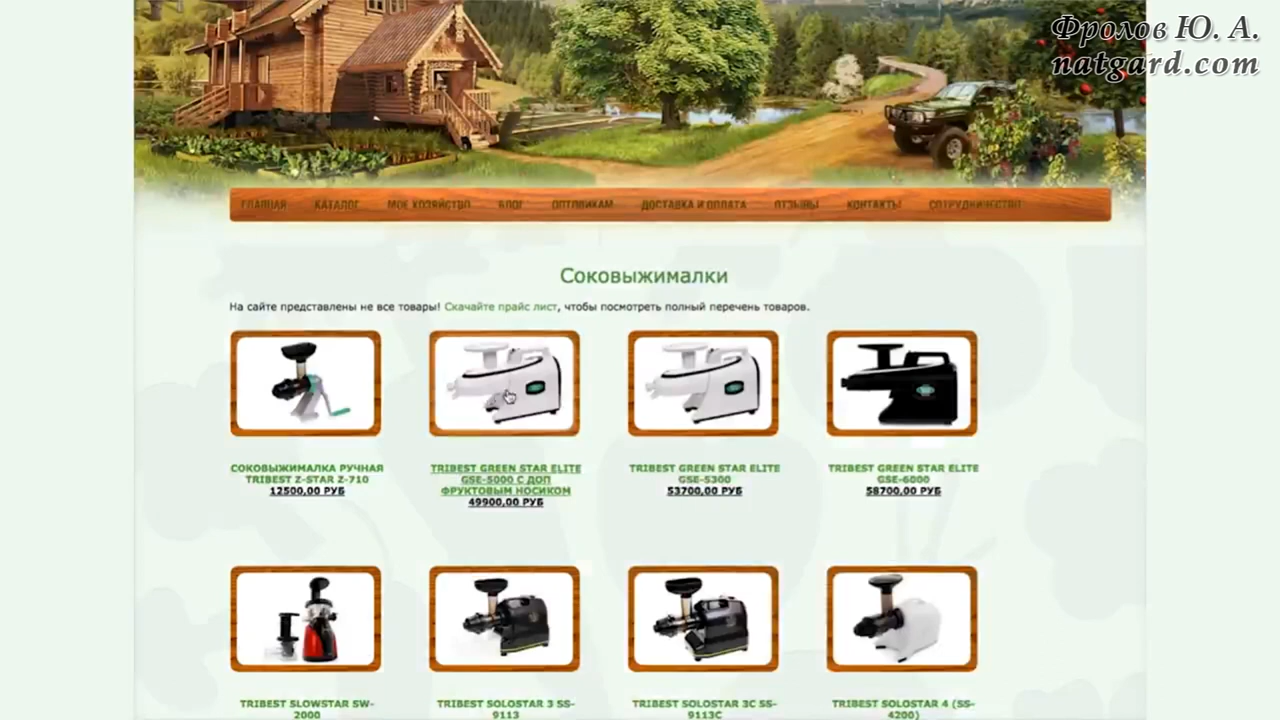 Фролов Ю. А.
natgard.com
ГЛАВНАЯ КАТАЛОГ МОЕ ХОЗЯЙСТВО БЛОГ ОПТОВИКАМ ДОСТАВКА И ОПЛАТА ОТЗЫВЫ КОНТАКТЫ СОТРУДНИЧЕСТВО
Соковыжималки
На сайте представлены не все товары! Скачайте прайс лист, чтобы посмотреть полный перечень товаров.
СОКОВЫЖИМАЛКА РУЧНАЯ
TRIBEST Z-STAR Z-710
12500,00 РУБ
TRIBEST GREEN STAR ELITE
GSE-5000 С ДОП
ФРУКТОВЫМ НОСИКОМ
49900,00 РУБ
TRIBEST GREEN STAR ELITE
GSE-5300
53700,00 РУБ
TRIBEST GREEN STAR ELITE
GSE-6000
58700,00 РУБ
TRIBEST SLOWSTAR SW-
2000
TRIBEST SOLOSTAR 3 SS-
9113
TRIBEST SOLOSTAR 3C SS-
9113C
TRIBEST SOLOSTAR 4 (SS-
4200)